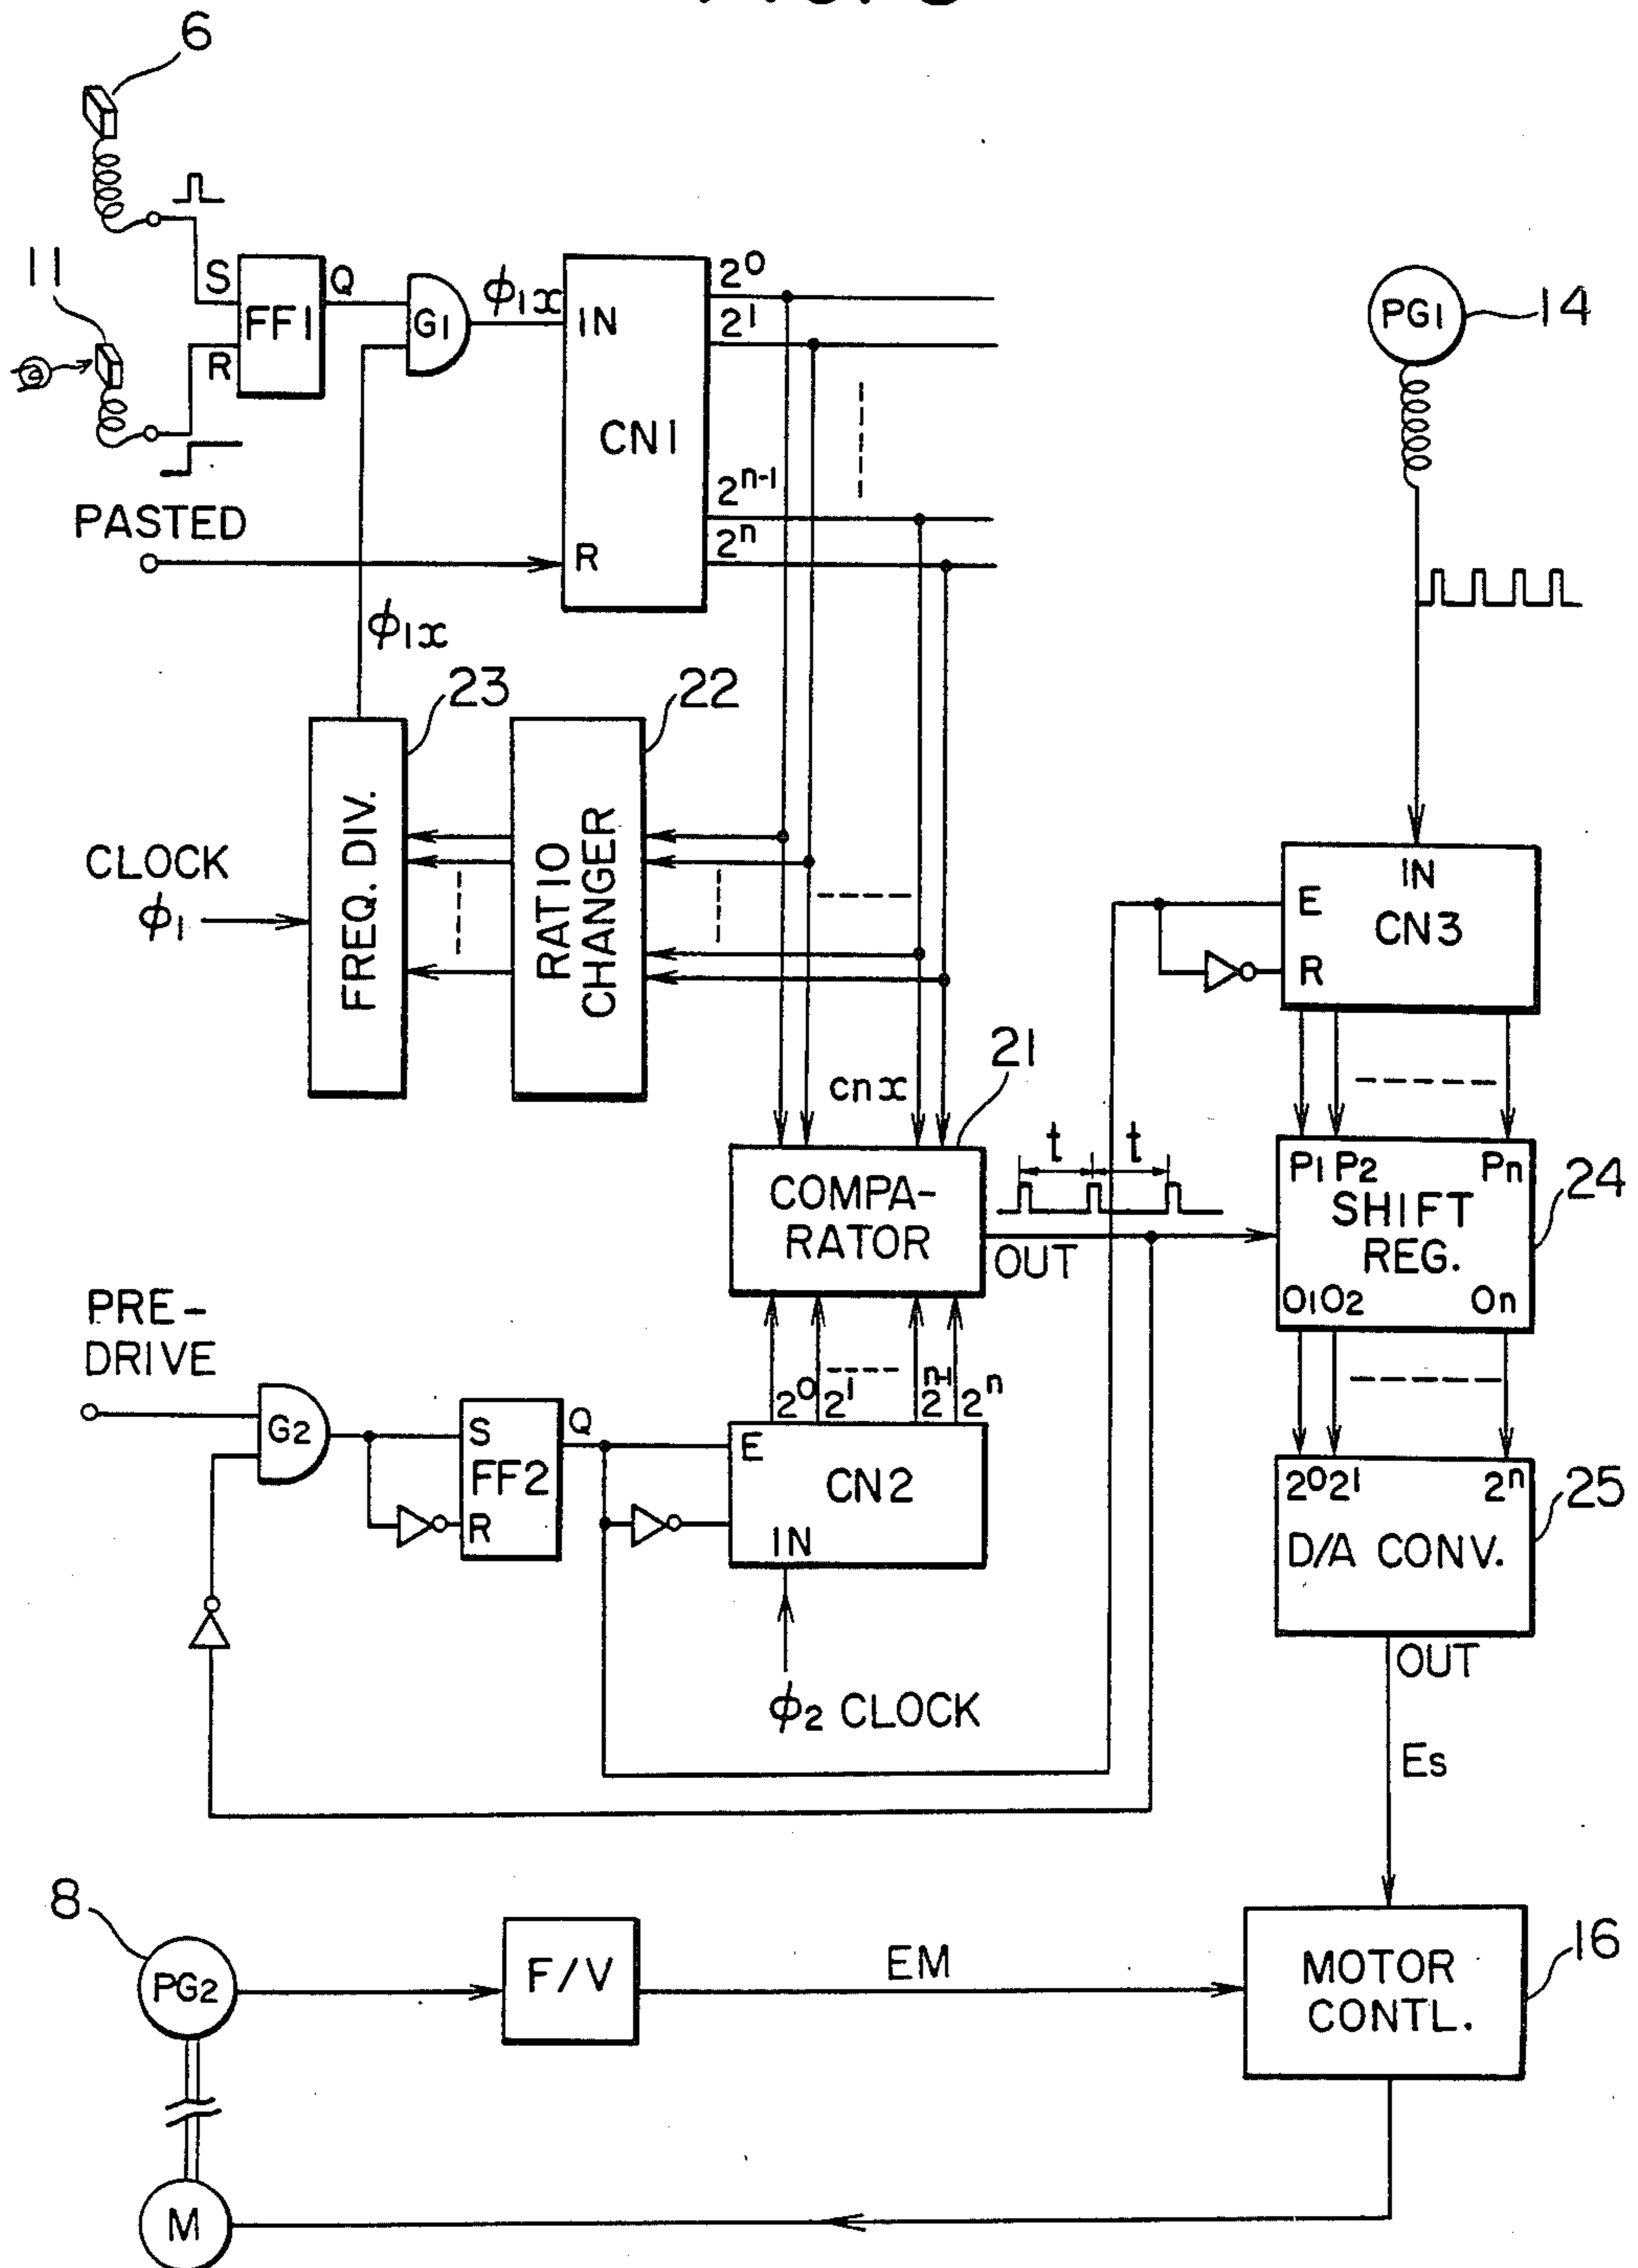 6
11
S
Q
FF1
R
G1
ϕ1x
IN
CN1
R
2⁰
2¹
2ⁿ⁻¹
2ⁿ
PG1
14
PASTED
ϕ1x
23
22
CLOCK
ϕ1
FREQ. DIV.
RATIO
CHANGER
IN
E
CN3
R
cnx
21
t t
COMPA-
RATOR
OUT
P1 P2 Pn
SHIFT
REG.
O1 O2 On
24
PRE-
DRIVE
G2
S
Q
FF2
R
2⁰ 2¹ 2ⁿ⁻¹ 2ⁿ
E
CN2
IN
ϕ2 CLOCK
2⁰ 2¹ 2ⁿ
25
D/A CONV.
OUT
Es
8
PG2
F/V
EM
MOTOR
CONTL.
16
M